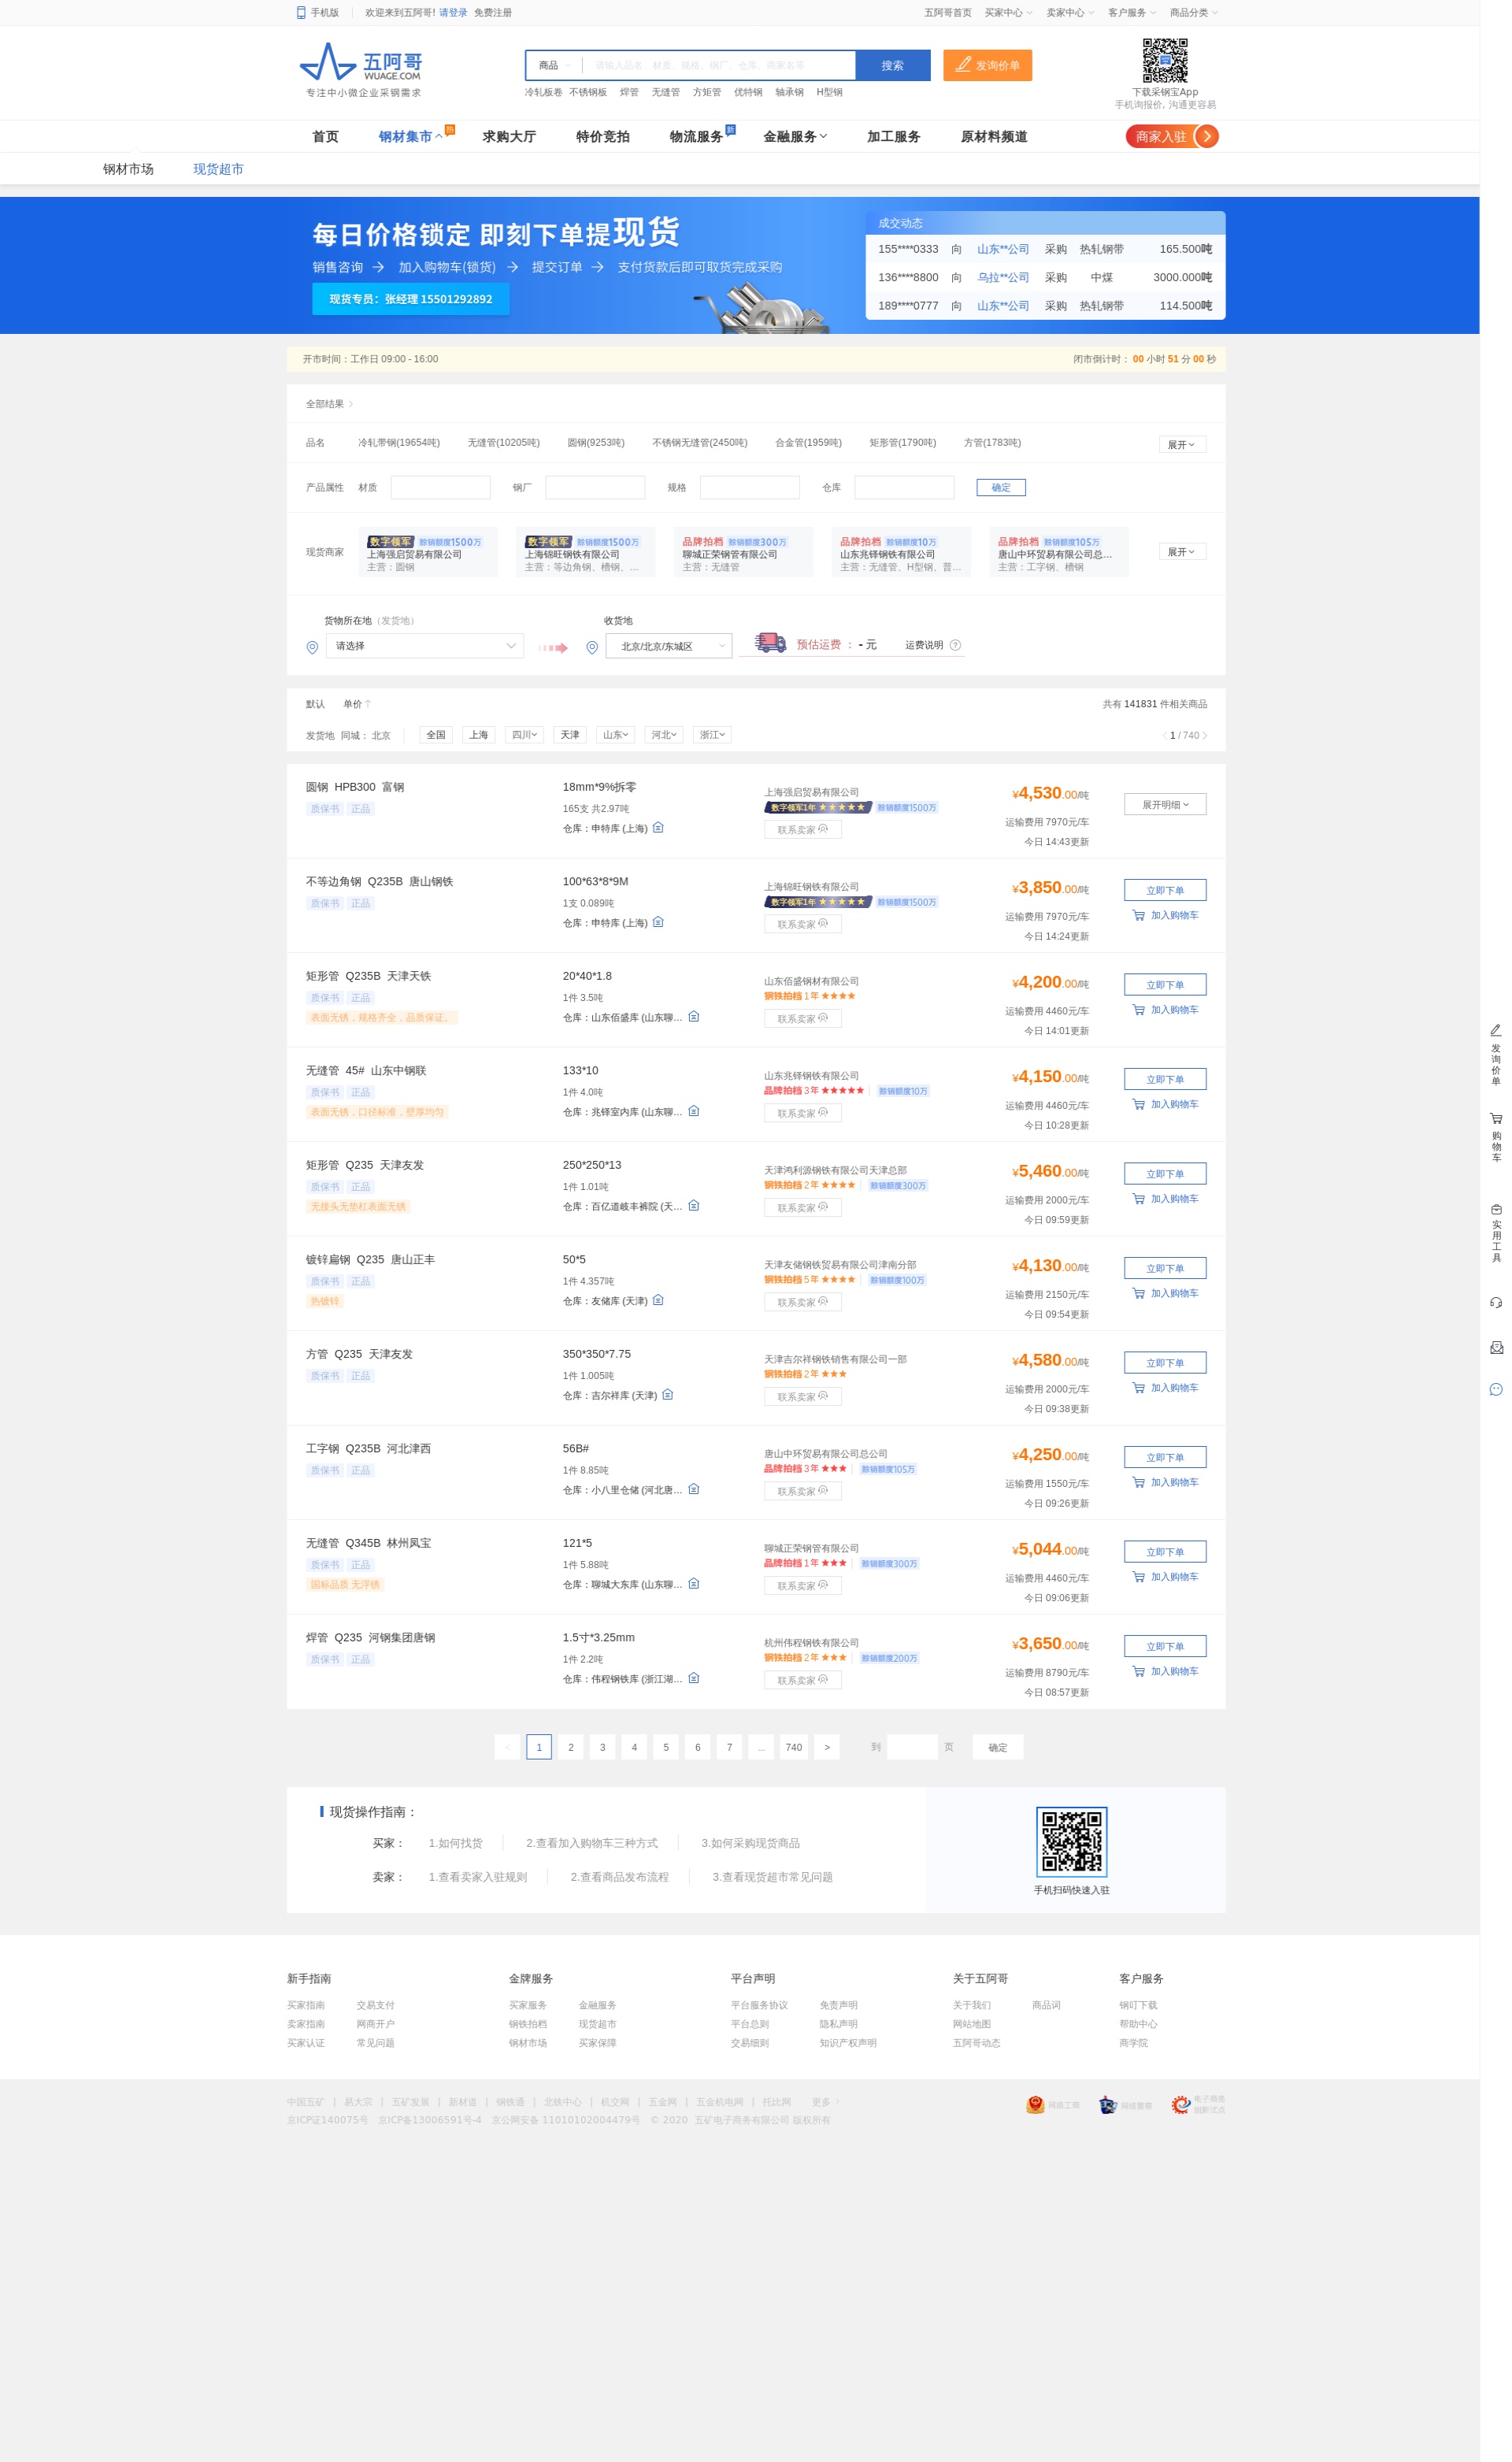 手机版 欢迎来到五阿哥! 请登录 免费注册 五阿哥首页 买家中心 卖家中心 客户服务 商品分类
五阿哥
WUAGE.COM
专注中小微企业采钢需求
商品 请输入品名、材质、规格、钢厂、仓库、商家名等 搜索 发询价单
冷轧板卷 不锈钢板 焊管 无缝管 方矩管 优特钢 轴承钢 H型钢
下载采钢宝App
手机询报价, 沟通更容易
首页 钢材集市 热 求购大厅 特价竞拍 物流服务 新 金融服务 加工服务 原材料频道 商家入驻
钢材市场 现货超市
每日价格锁定 即刻下单提现货
销售咨询 → 加入购物车(锁货) → 提交订单 → 支付货款后即可取货完成采购
现货专员：张经理 15501292892
成交动态
155****0333 向 山东**公司 采购 热轧钢带 165.500吨
136****8800 向 乌拉**公司 采购 中煤 3000.000吨
189****0777 向 山东**公司 采购 热轧钢带 114.500吨
开市时间：工作日 09:00 - 16:00 闭市倒计时： 00 小时 51 分 00 秒
全部结果
品名 冷轧带钢(19654吨) 无缝管(10205吨) 圆钢(9253吨) 不锈钢无缝管(2450吨) 合金管(1959吨) 矩形管(1790吨) 方管(1783吨) 展开
产品属性 材质 钢厂 规格 仓库 确定
现货商家
数字领军 赊销额度1500万
上海强启贸易有限公司
主营：圆钢
数字领军 赊销额度1500万
上海锦旺钢铁有限公司
主营：等边角钢、槽钢、...
品牌拍档 赊销额度300万
聊城正荣钢管有限公司
主营：无缝管
品牌拍档 赊销额度10万
山东兆铎钢铁有限公司
主营：无缝管、H型钢、普...
品牌拍档 赊销额度105万
唐山中环贸易有限公司总...
主营：工字钢、槽钢
展开
货物所在地（发货地） 收货地
请选择 北京/北京/东城区 预估运费 ： - 元 运费说明 ?
默认 单价 共有 141831 件相关商品
发货地 同城： 北京 全国 上海 四川 天津 山东 河北 浙江 1 / 740
圆钢 HPB300 富钢
质保书 正品
18mm*9%拆零
165支 共2.97吨
仓库：申特库 (上海)
上海强启贸易有限公司
数字领军1年 ★★★★★ 赊销额度1500万
联系卖家
¥4,530.00/吨
运输费用 7970元/车
今日 14:43更新
展开明细
不等边角钢 Q235B 唐山钢铁
质保书 正品
100*63*8*9M
1支 0.089吨
仓库：申特库 (上海)
上海锦旺钢铁有限公司
数字领军1年 ★★★★★ 赊销额度1500万
联系卖家
¥3,850.00/吨
运输费用 7970元/车
今日 14:24更新
立即下单
加入购物车
矩形管 Q235B 天津天铁
质保书 正品
表面无锈，规格齐全，品质保证。
20*40*1.8
1件 3.5吨
仓库：山东佰盛库 (山东聊...
山东佰盛钢材有限公司
钢铁拍档 1年 ★★★★
联系卖家
¥4,200.00/吨
运输费用 4460元/车
今日 14:01更新
立即下单
加入购物车
无缝管 45# 山东中钢联
质保书 正品
表面无锈，口径标准，壁厚均匀
133*10
1件 4.0吨
仓库：兆铎室内库 (山东聊...
山东兆铎钢铁有限公司
品牌拍档 3年 ★★★★★ 赊销额度10万
联系卖家
¥4,150.00/吨
运输费用 4460元/车
今日 10:28更新
立即下单
加入购物车
矩形管 Q235 天津友发
质保书 正品
无接头无垫杠表面无锈
250*250*13
1件 1.01吨
仓库：百亿道岐丰裤院 (天...
天津鸿利源钢铁有限公司天津总部
钢铁拍档 2年 ★★★★ 赊销额度300万
联系卖家
¥5,460.00/吨
运输费用 2000元/车
今日 09:59更新
立即下单
加入购物车
镀锌扁钢 Q235 唐山正丰
质保书 正品
热镀锌
50*5
1件 4.357吨
仓库：友储库 (天津)
天津友储钢铁贸易有限公司津南分部
钢铁拍档 5年 ★★★★ 赊销额度100万
联系卖家
¥4,130.00/吨
运输费用 2150元/车
今日 09:54更新
立即下单
加入购物车
方管 Q235 天津友发
质保书 正品
350*350*7.75
1件 1.005吨
仓库：吉尔祥库 (天津)
天津吉尔祥钢铁销售有限公司一部
钢铁拍档 2年 ★★★
联系卖家
¥4,580.00/吨
运输费用 2000元/车
今日 09:38更新
立即下单
加入购物车
工字钢 Q235B 河北津西
质保书 正品
56B#
1件 8.85吨
仓库：小八里仓储 (河北唐...
唐山中环贸易有限公司总公司
品牌拍档 3年 ★★★ 赊销额度105万
联系卖家
¥4,250.00/吨
运输费用 1550元/车
今日 09:26更新
立即下单
加入购物车
无缝管 Q345B 林州凤宝
质保书 正品
国标品质 无浮锈
121*5
1件 5.88吨
仓库：聊城大东库 (山东聊...
聊城正荣钢管有限公司
品牌拍档 1年 ★★★ 赊销额度300万
联系卖家
¥5,044.00/吨
运输费用 4460元/车
今日 09:06更新
立即下单
加入购物车
焊管 Q235 河钢集团唐钢
质保书 正品
1.5寸*3.25mm
1件 2.2吨
仓库：伟程钢铁库 (浙江湖...
杭州伟程钢铁有限公司
钢铁拍档 2年 ★★★ 赊销额度200万
联系卖家
¥3,650.00/吨
运输费用 8790元/车
今日 08:57更新
立即下单
加入购物车
< 1 2 3 4 5 6 7 ... 740 > 到 页 确定
现货操作指南：
买家： 1.如何找货 2.查看加入购物车三种方式 3.如何采购现货商品
卖家： 1.查看卖家入驻规则 2.查看商品发布流程 3.查看现货超市常见问题
手机扫码快速入驻
发询价单
购物车
实用工具
新手指南 金牌服务 平台声明 关于五阿哥 客户服务
买家指南 交易支付 买家服务 金融服务 平台服务协议 免责声明 关于我们 商品词 钢叮下载
卖家指南 网商开户 钢铁拍档 现货超市 平台总则 隐私声明 网站地图 帮助中心
买家认证 常见问题 钢材市场 买家保障 交易细则 知识产权声明 五阿哥动态 商学院
中国五矿 | 易大宗 | 五矿发展 | 新材道 | 钢铁通 | 北铁中心 | 机交网 | 五金网 | 五金机电网 | 托比网 更多
京ICP证140075号 京ICP备13006591号-4 京公网安备 11010102004479号 © 2020 五矿电子商务有限公司 版权所有
网络工商 网络警察 电子商务
创新试点